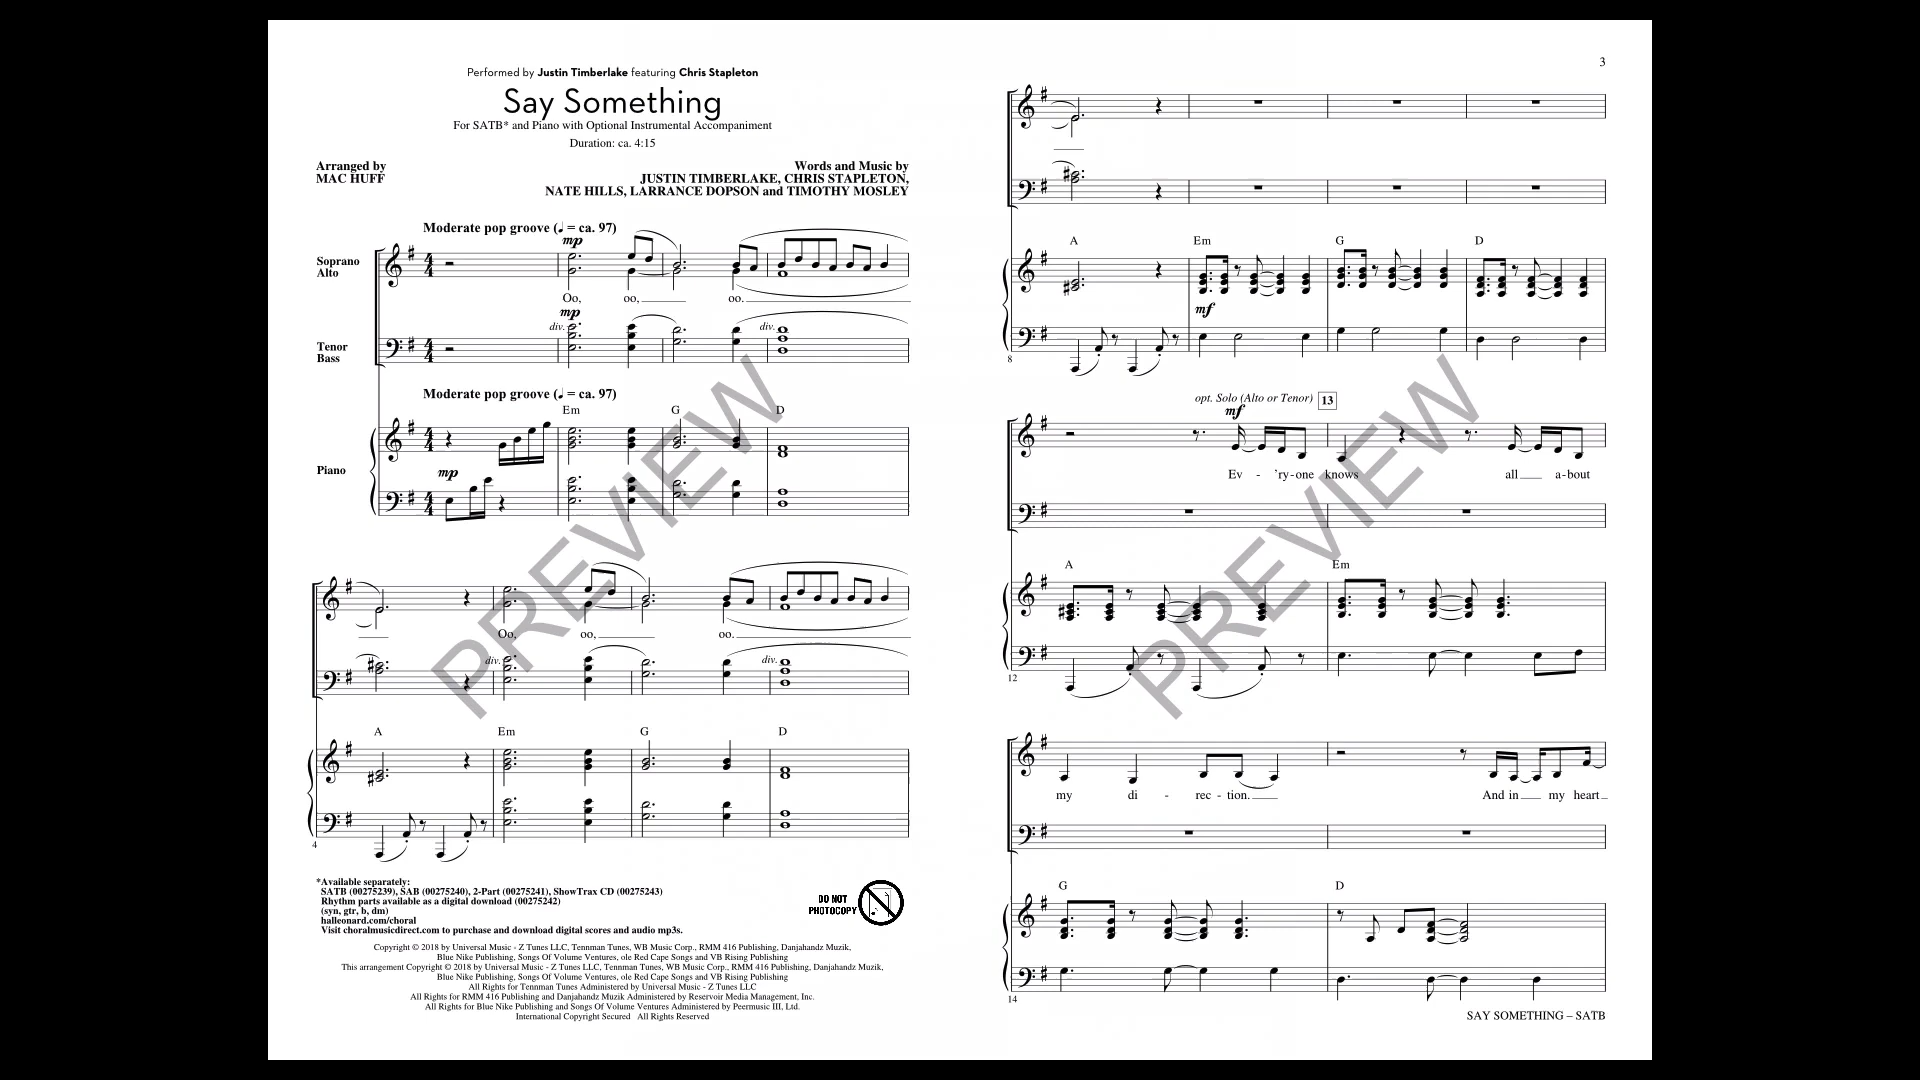 Performed by Justin Timberlake featuring Chris Stapleton
Say Something
For SATB* and Piano with Optional Instrumental Accompaniment
Duration: ca. 4:15
Arranged by
MAC HUFF
Words and Music by
JUSTIN TIMBERLAKE, CHRIS STAPLETON,
NATE HILLS, LARRANCE DOPSON and TIMOTHY MOSLEY
Moderate pop groove (♩ = ca. 97)
mp
Soprano
Alto
Oo, oo, oo.
mp
div. div.
Tenor
Bass
Moderate pop groove (♩ = ca. 97)
Em G D
Piano
mp
Oo, oo, oo.
div. div.
A Em G D
4
*Available separately:
SATB (00275239), SAB (00275240), 2-Part (00275241), ShowTrax CD (00275243)
Rhythm parts available as a digital download (00275242)
(syn, gtr, b, dm)
halleonard.com/choral
Visit choralmusicdirect.com to purchase and download digital scores and audio mp3s.
DO NOT
PHOTOCOPY
Copyright © 2018 by Universal Music - Z Tunes LLC, Tennman Tunes, WB Music Corp., RMM 416 Publishing, Danjahandz Muzik,
Blue Nike Publishing, Songs Of Volume Ventures, ole Red Cape Songs and VB Rising Publishing
This arrangement Copyright © 2018 by Universal Music - Z Tunes LLC, Tennman Tunes, WB Music Corp., RMM 416 Publishing, Danjahandz Muzik,
Blue Nike Publishing, Songs Of Volume Ventures, ole Red Cape Songs and VB Rising Publishing
All Rights for Tennman Tunes Administered by Universal Music - Z Tunes LLC
All Rights for RMM 416 Publishing and Danjahandz Muzik Administered by Reservoir Media Management, Inc.
All Rights for Blue Nike Publishing and Songs Of Volume Ventures Administered by Peermusic III, Ltd.
International Copyright Secured All Rights Reserved
PREVIEW
3
A Em G D
mf
8
opt. Solo (Alto or Tenor) 13
mf
Ev - 'ry-one knows all a-bout
A Em
12
my di - rec - tion. And in my heart
G D
14
SAY SOMETHING – SATB
PREVIEW